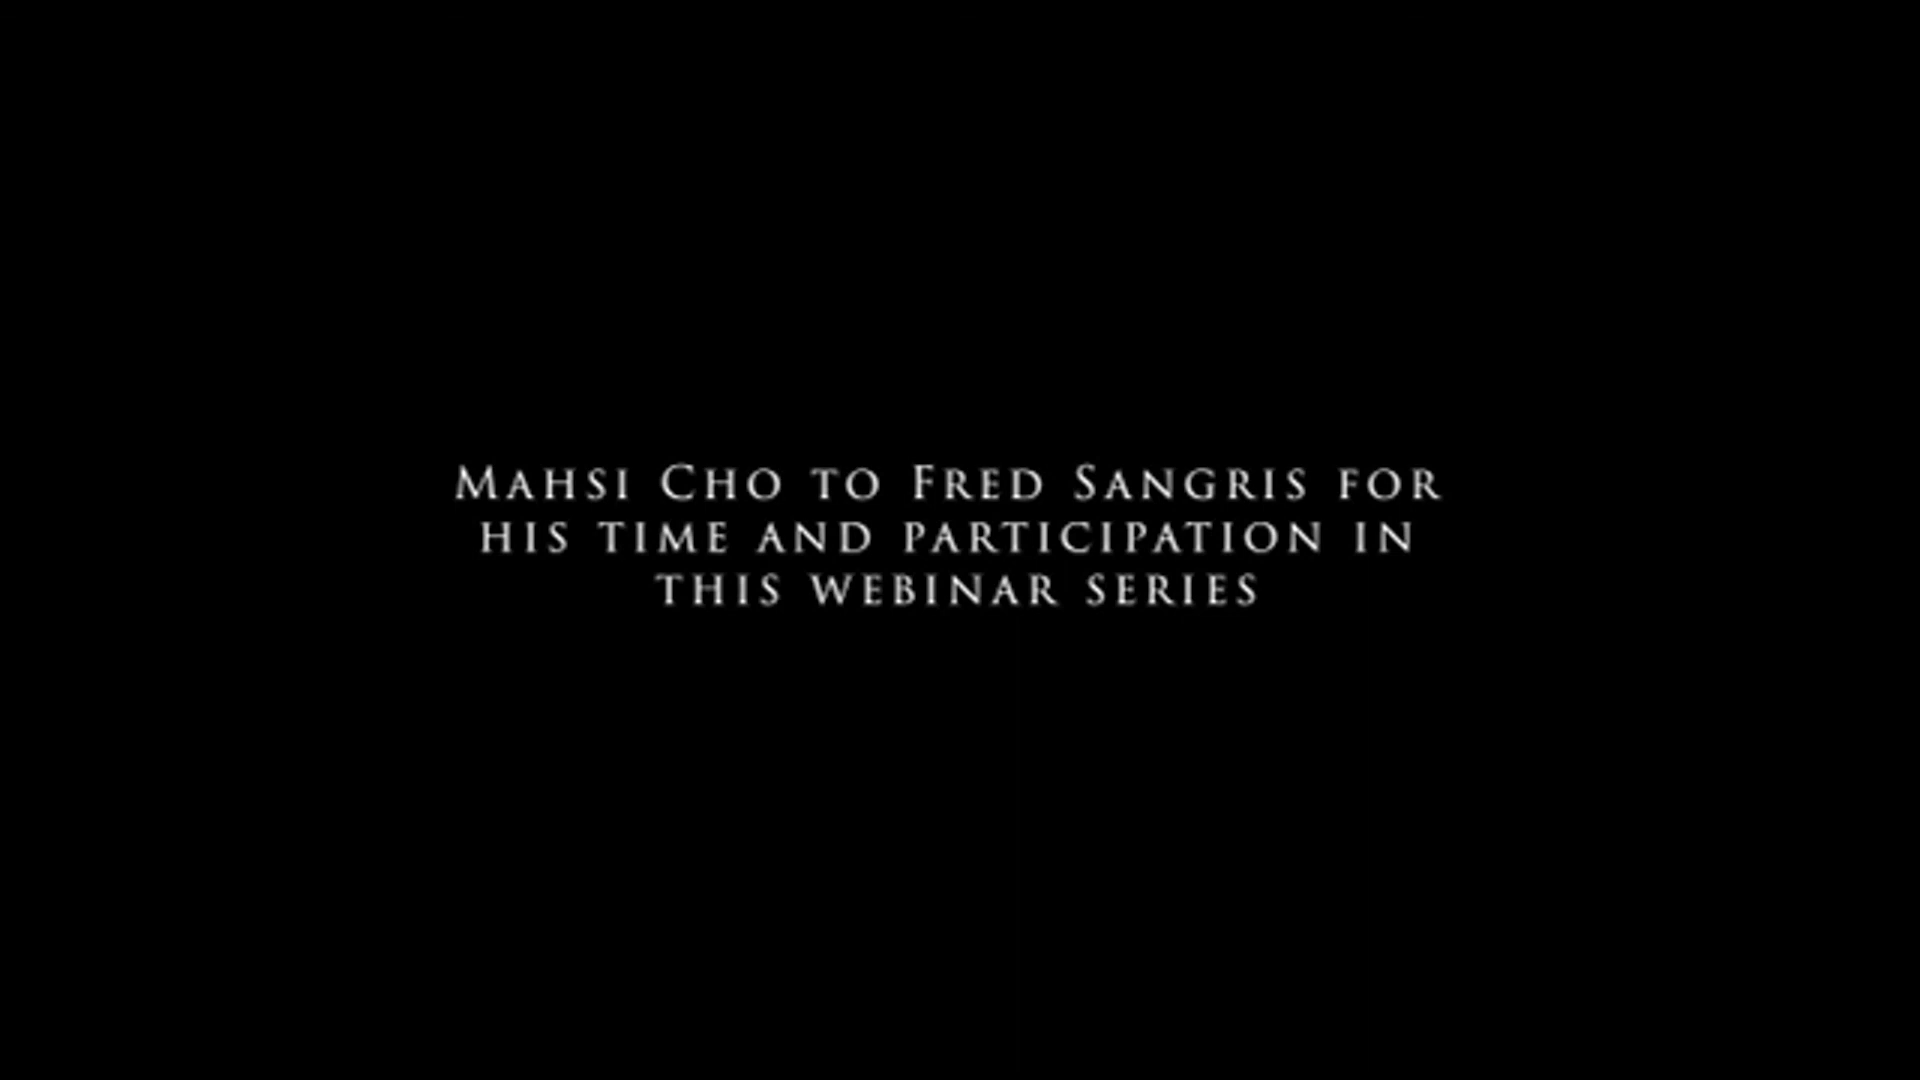 Mahsi Cho to Fred Sangris for
his time and participation in
this webinar series